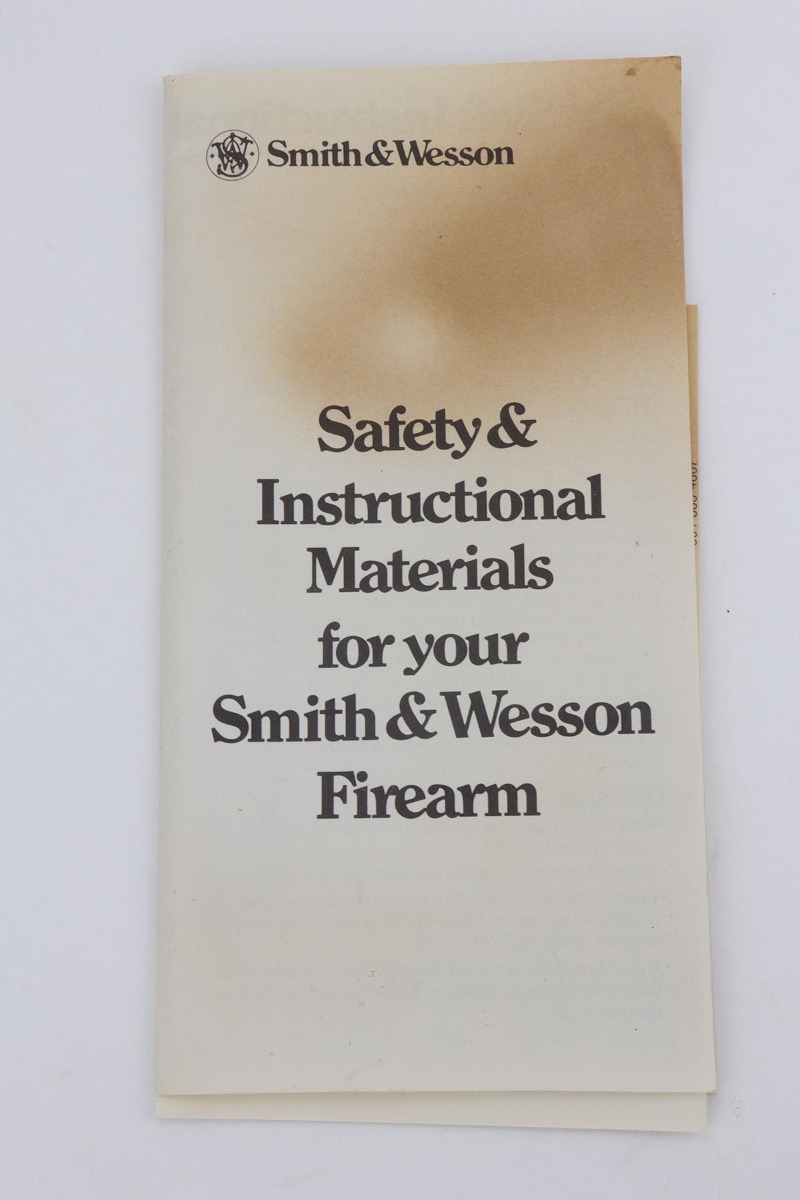 Smith & Wesson
Safety &
Instructional
Materials
for your
Smith & Wesson
Firearm